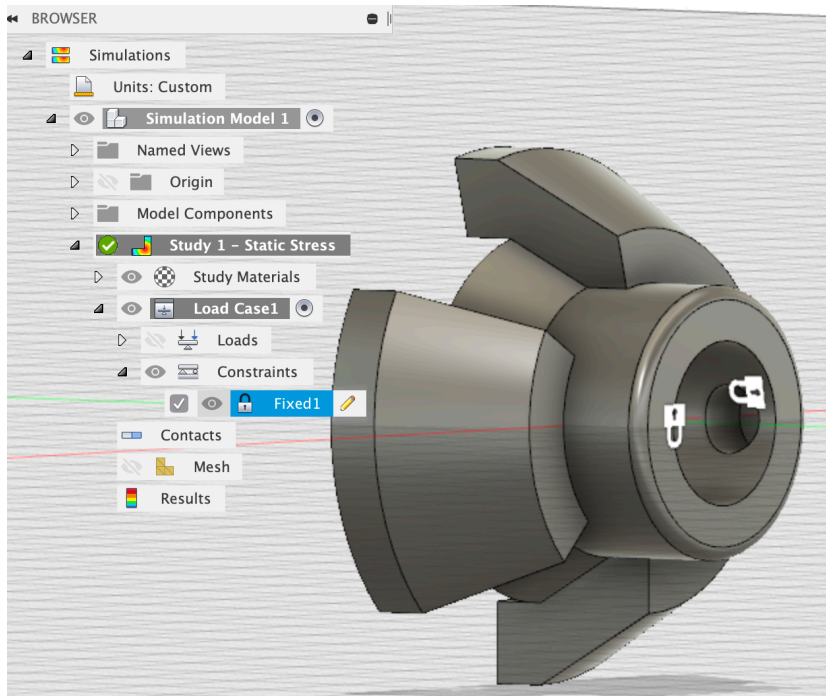 BROWSER
Simulations
Units: Custom
Simulation Model 1
Named Views
Origin
Model Components
Study 1 - Static Stress
Study Materials
Load Case1
Loads
Constraints
Fixed1
Contacts
Mesh
Results